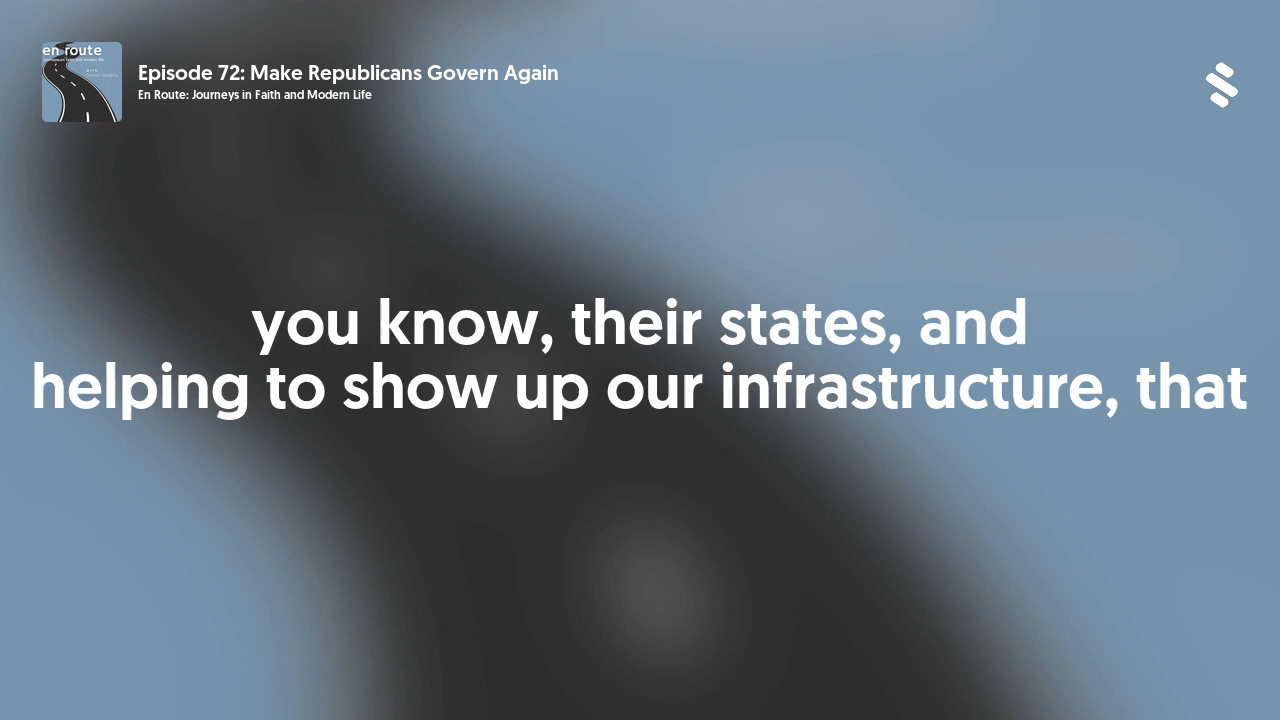 en route
Episode 72: Make Republicans Govern Again
En Route: Journeys in Faith and Modern Life
you know, their states, and
helping to show up our infrastructure, that